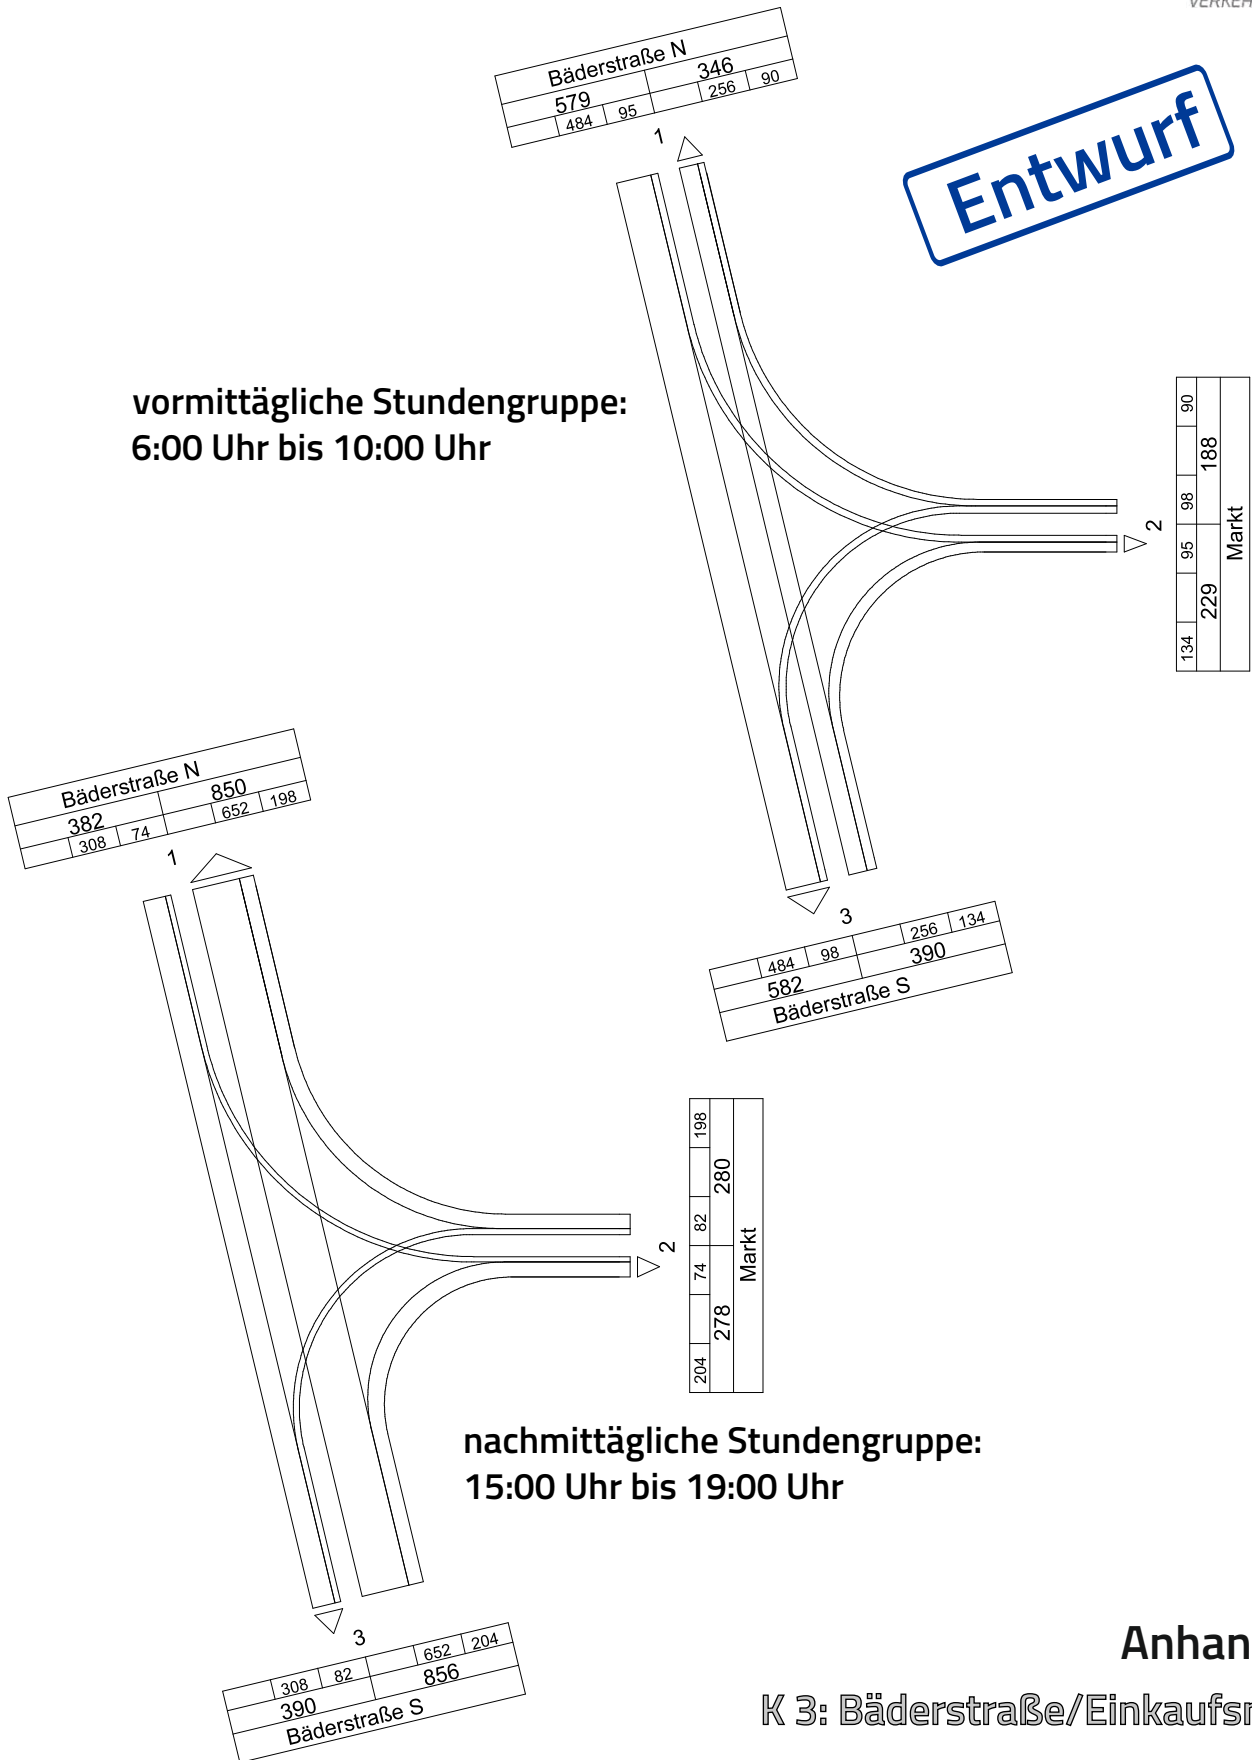 Bäderstraße N
579 346
484 95 256 90
1
Entwurf
vormittägliche Stundengruppe:
6:00 Uhr bis 10:00 Uhr
90 98 95 134
188 229
Markt
2
3
484 98 256 134
582 390
Bäderstraße S
Bäderstraße N
382 850
308 74 652 198
1
198 82 74 204
280 278
Markt
2
nachmittägliche Stundengruppe:
15:00 Uhr bis 19:00 Uhr
3
308 82 652 204
390 856
Bäderstraße S
Anhan
K 3: Bäderstraße/Einkaufs